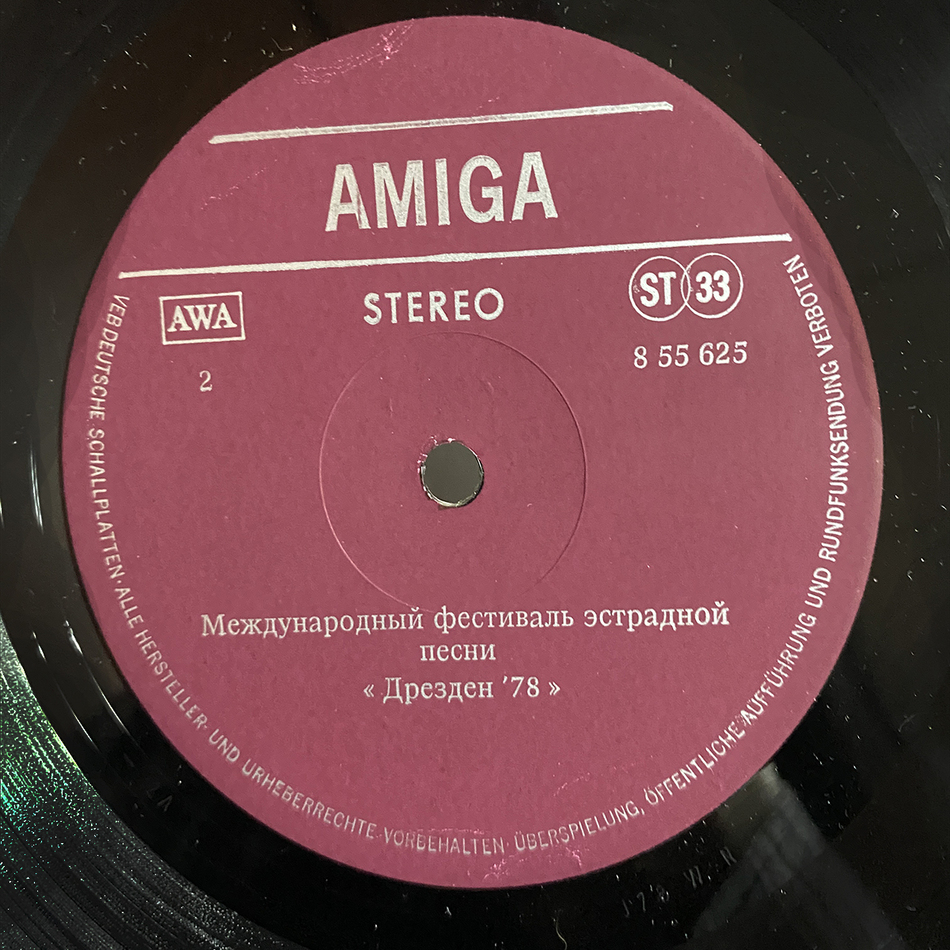 AMIGA
AWA
STEREO
ST 33
2
8 55 625
Международный фестиваль эстрадной
песни
« Дрезден '78 »
VEB DEUTSCHE SCHALLPLATTEN · ALLE HERSTELLER- UND URHEBERRECHTE VORBEHALTEN · ÜBERSPIELUNG, ÖFFENTLICHE AUFFÜHRUNG UND RUNDFUNKSENDUNG VERBOTEN